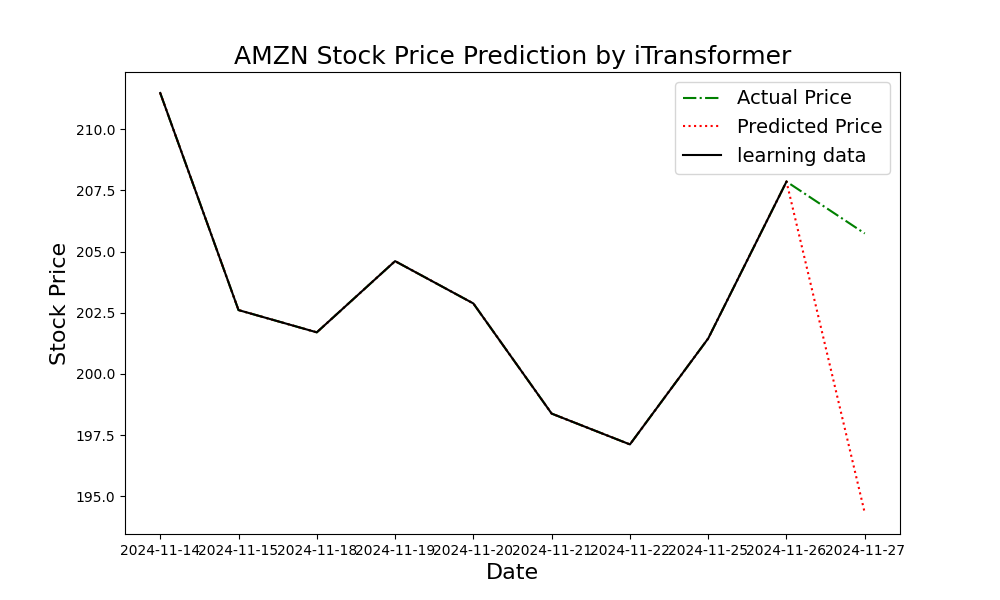 AMZN Stock Price Prediction by iTransformer
Actual Price
Predicted Price
learning data
Stock Price
210.0
207.5
205.0
202.5
200.0
197.5
195.0
2024-11-14 2024-11-15 2024-11-18 2024-11-19 2024-11-20 2024-11-21 2024-11-22 2024-11-25 2024-11-26 2024-11-27
Date